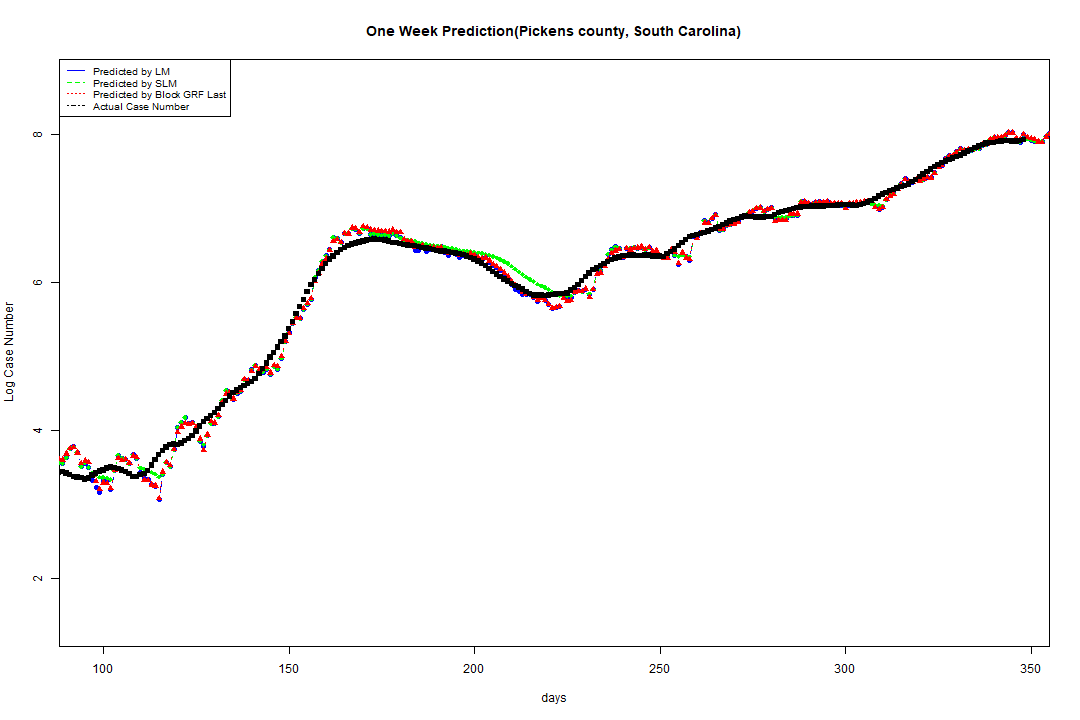 One Week Prediction(Pickens county, South Carolina)
Predicted by LM
Predicted by SLM
Predicted by Block GRF Last
Actual Case Number
8
6
4
2
Log Case Number
100 150 200 250 300 350
days